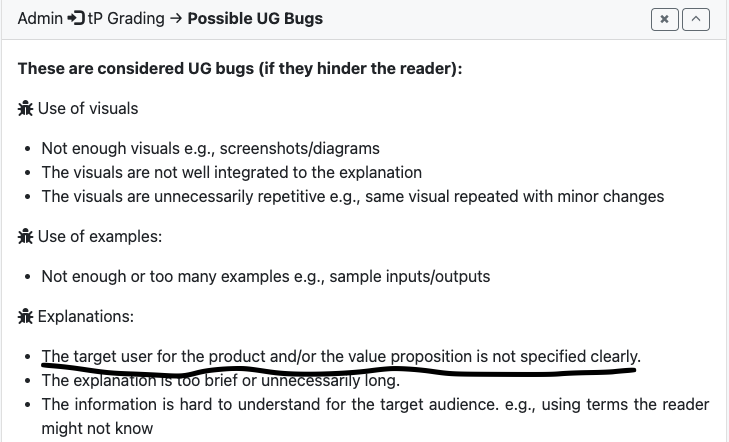 Admin tP Grading → Possible UG Bugs
These are considered UG bugs (if they hinder the reader):
Use of visuals
• Not enough visuals e.g., screenshots/diagrams
• The visuals are not well integrated to the explanation
• The visuals are unnecessarily repetitive e.g., same visual repeated with minor changes
Use of examples:
• Not enough or too many examples e.g., sample inputs/outputs
Explanations:
• The target user for the product and/or the value proposition is not specified clearly.
• The explanation is too brief or unnecessarily long.
• The information is hard to understand for the target audience. e.g., using terms the reader
might not know